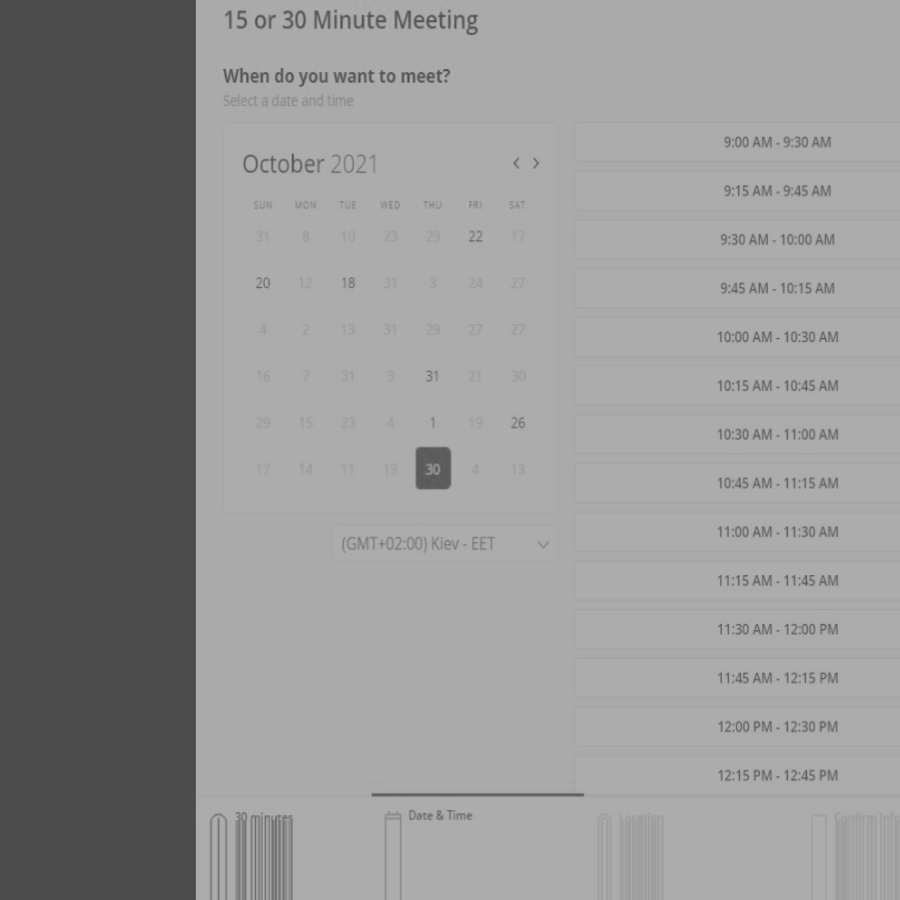 15 or 30 Minute Meeting
When do you want to meet?
Select a date and time
October 2021
SUN MON TUE WED THU FRI SAT
31 8 10 23 29 22 17
20 12 18 31 3 24 27
4 2 13 31 29 27 27
16 7 31 3 31 21 30
29 15 23 4 1 19 26
17 14 11 19 30 4 13
(GMT+02:00) Kiev - EET
9:00 AM - 9:30 AM
9:15 AM - 9:45 AM
9:30 AM - 10:00 AM
9:45 AM - 10:15 AM
10:00 AM - 10:30 AM
10:15 AM - 10:45 AM
10:30 AM - 11:00 AM
10:45 AM - 11:15 AM
11:00 AM - 11:30 AM
11:15 AM - 11:45 AM
11:30 AM - 12:00 PM
11:45 AM - 12:15 PM
12:00 PM - 12:30 PM
12:15 PM - 12:45 PM
30 minutes
Date & Time
Location
Confirm Info